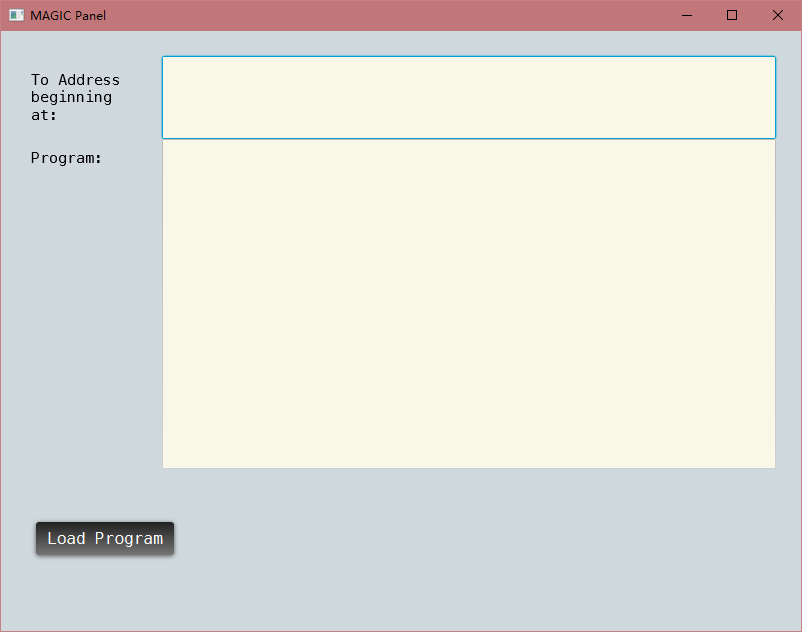 MAGIC Panel
To Address
beginning
at:
Program:
Load Program